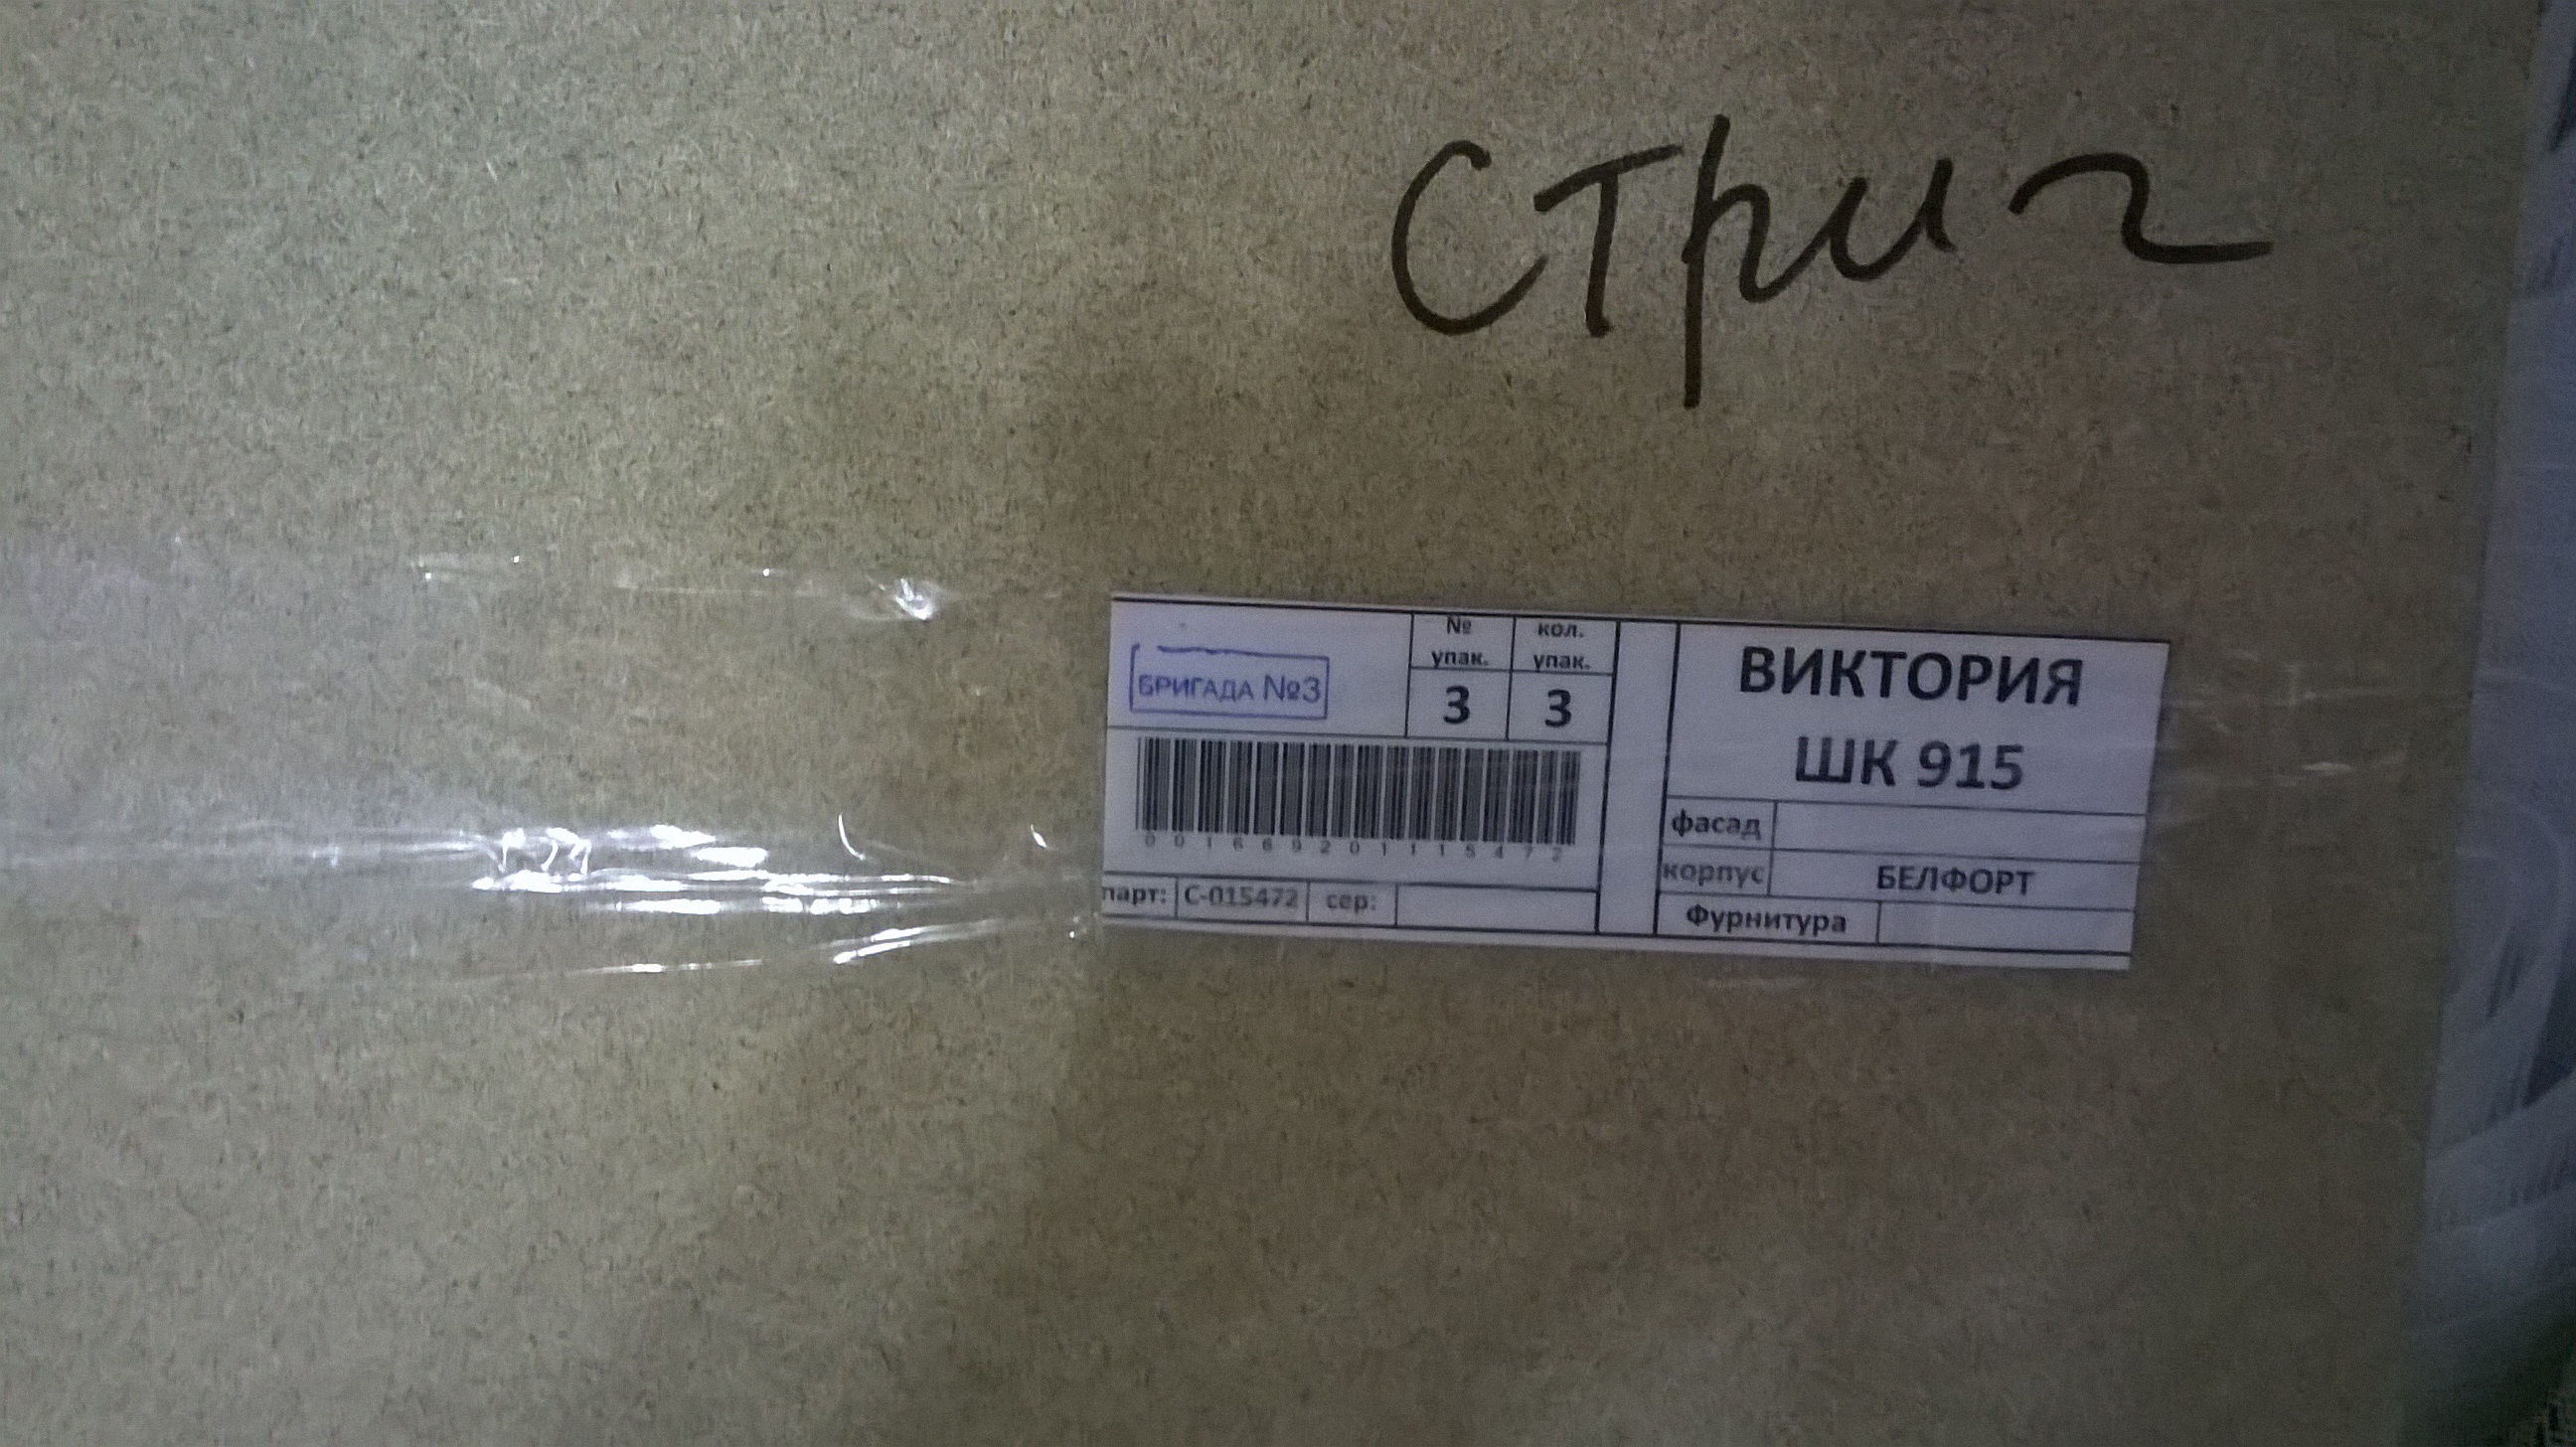 Стриг
БРИГАДА №3
№ упак.
кол. упак.
3
3
ВИКТОРИЯ
ШК 915
001669201115472
фасад
корпус
БЕЛФОРТ
парт:
С-015472
сер:
Фурнитура